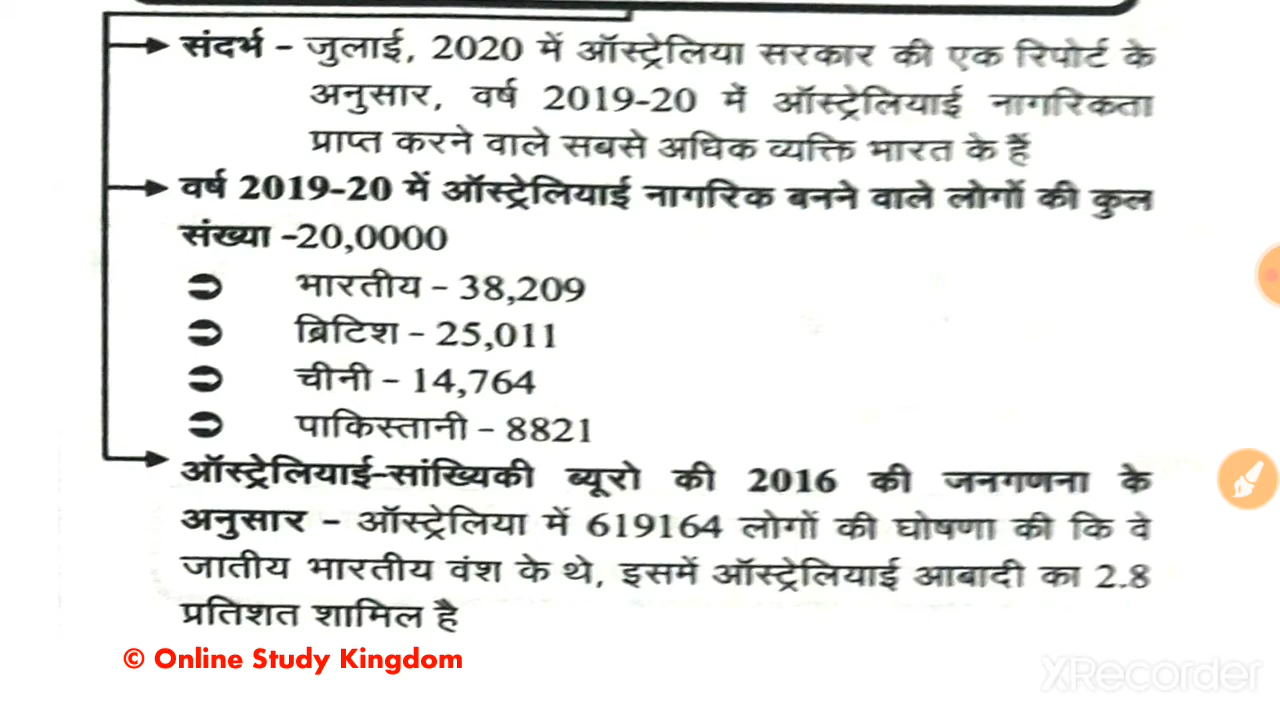 संदर्भ - जुलाई, 2020 में ऑस्ट्रेलिया सरकार की एक रिपोर्ट के
अनुसार, वर्ष 2019-20 में ऑस्ट्रेलियाई नागरिकता
प्राप्त करने वाले सबसे अधिक व्यक्ति भारत के हैं
वर्ष 2019-20 में ऑस्ट्रेलियाई नागरिक बनने वाले लोगों की कुल
संख्या -20,0000
भारतीय - 38,209
ब्रिटिश - 25,011
चीनी - 14,764
पाकिस्तानी - 8821
ऑस्ट्रेलियाई-सांख्यिकी ब्यूरो की 2016 की जनगणना के
अनुसार - ऑस्ट्रेलिया में 619164 लोगों की घोषणा की कि वे
जातीय भारतीय वंश के थे, इसमें ऑस्ट्रेलियाई आबादी का 2.8
प्रतिशत शामिल है
© Online Study Kingdom
XRecorder